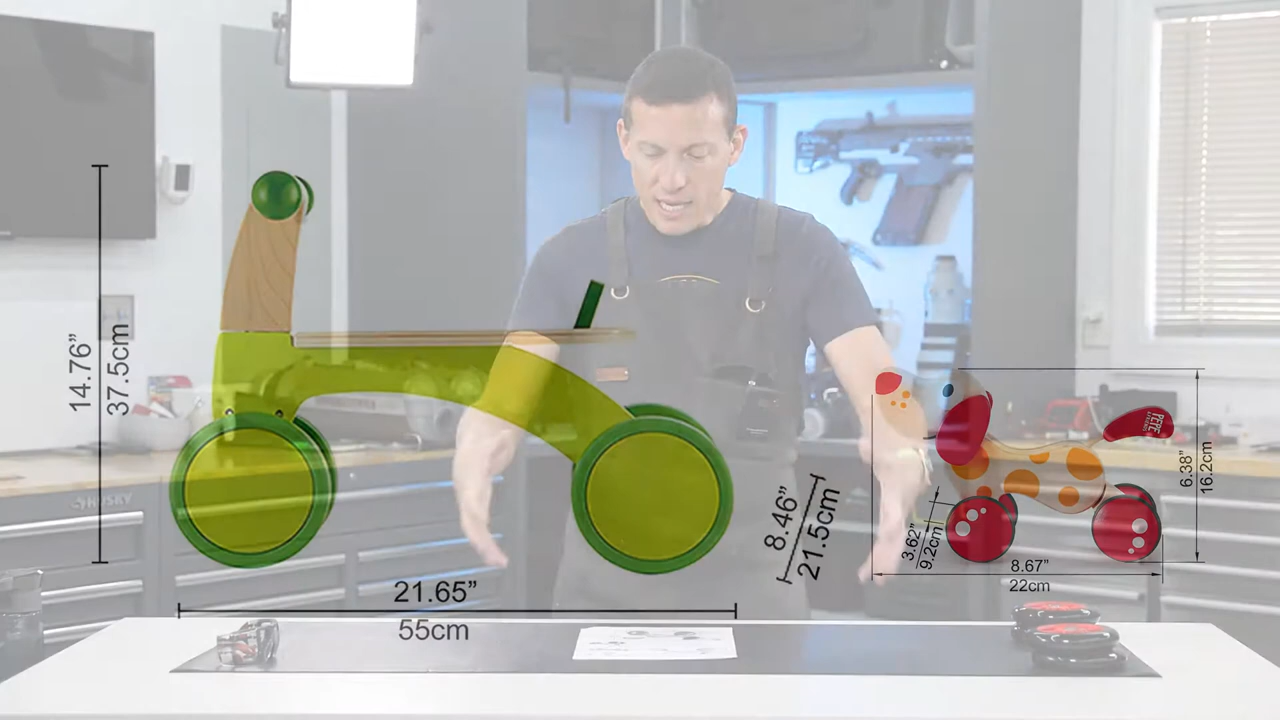 14.76”
37.5cm
21.65”
55cm
8.46”
21.5cm
3.62”
9.2cm
8.67”
22cm
6.38”
16.2cm
PEPE
HUSKY